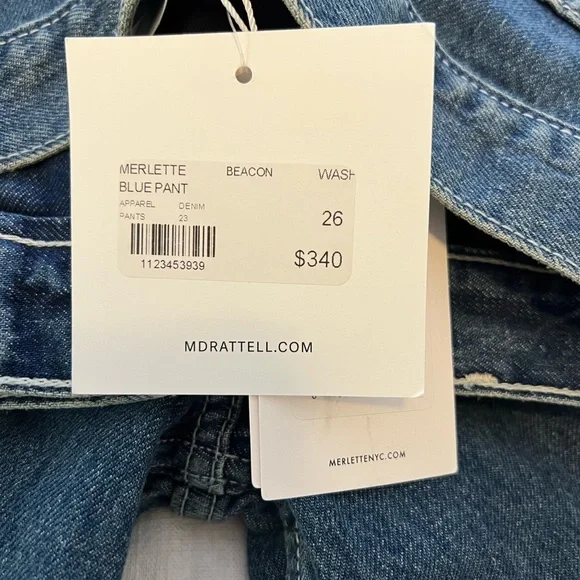 MERLETTE BEACON WASH
BLUE PANT
APPAREL DENIM
PANTS 23 26
1123453939 $340
MDRATTELL.COM
MERLETTENYC.COM